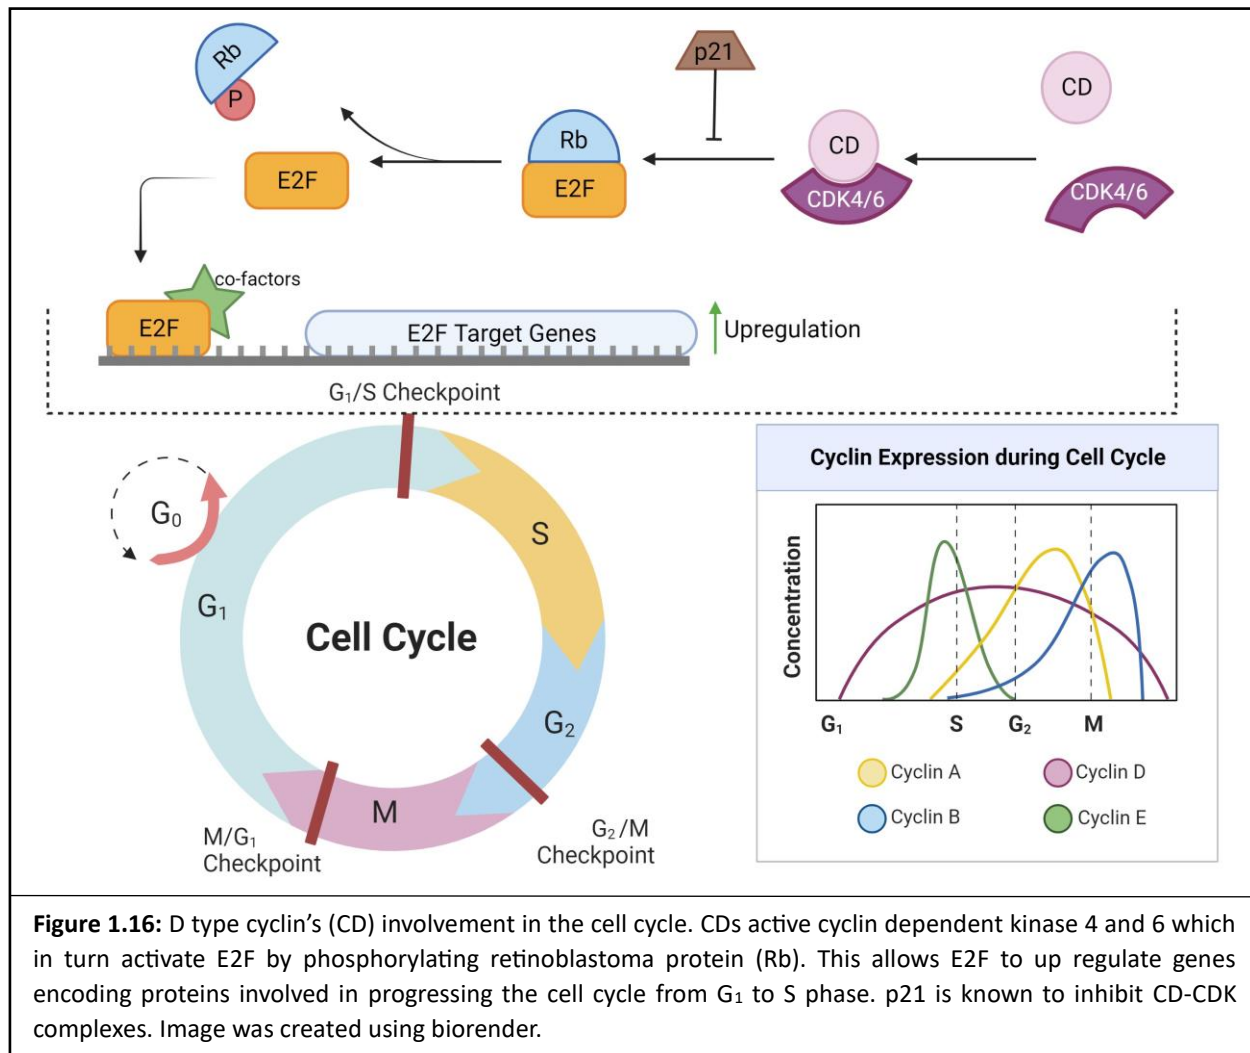 Rb
P
p21
CD
Rb
CD
E2F
E2F
CDK4/6
CDK4/6
co-factors
E2F
E2F Target Genes
Upregulation
G₁/S Checkpoint
G₀
S
G₁
Cell Cycle
G₂
M
M/G₁
Checkpoint
G₂/M
Checkpoint
Cyclin Expression during Cell Cycle
Concentration
G₁ S G₂ M
Cyclin A Cyclin D
Cyclin B Cyclin E
Figure 1.16: D type cyclin’s (CD) involvement in the cell cycle. CDs active cyclin dependent kinase 4 and 6 which
in turn activate E2F by phosphorylating retinoblastoma protein (Rb). This allows E2F to up regulate genes
encoding proteins involved in progressing the cell cycle from G₁ to S phase. p21 is known to inhibit CD-CDK
complexes. Image was created using biorender.